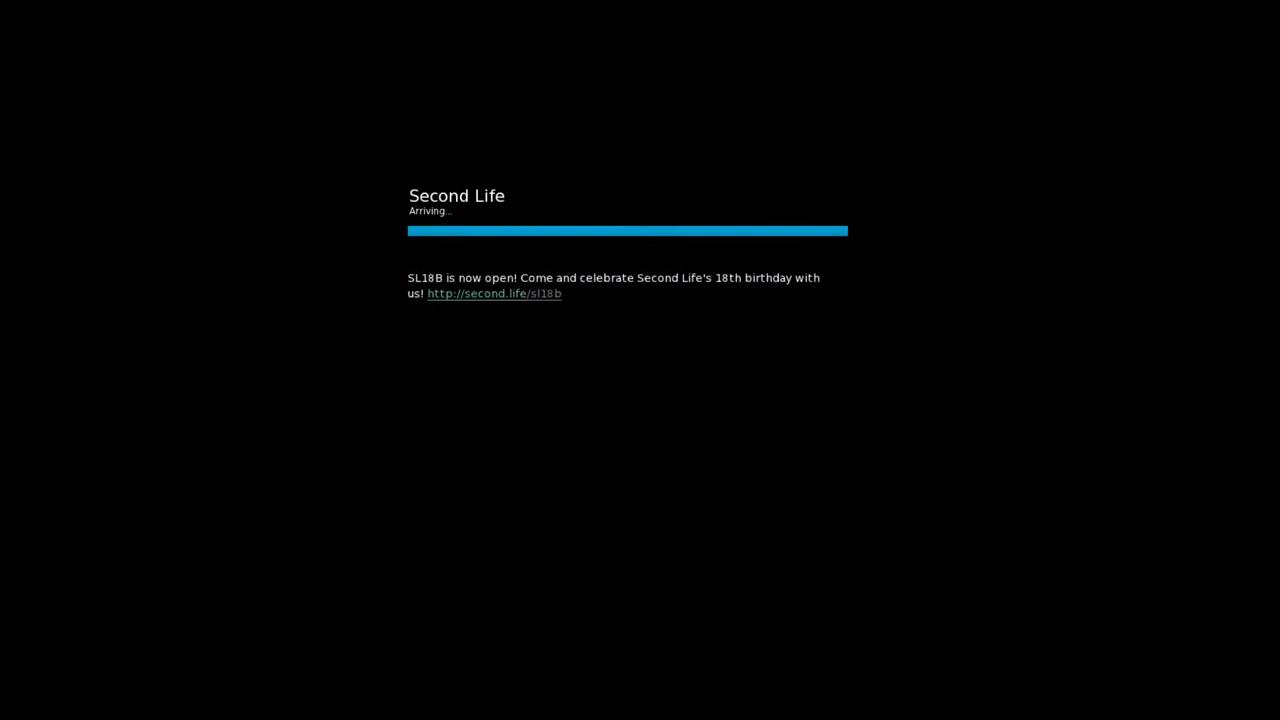 Second Life
Arriving...
SL18B is now open! Come and celebrate Second Life's 18th birthday with
us! http://second.life/sl18b